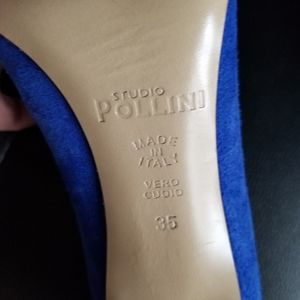 STUDIO
POLLINI
MADE
IN
ITALY
VERO
CUOIO
35